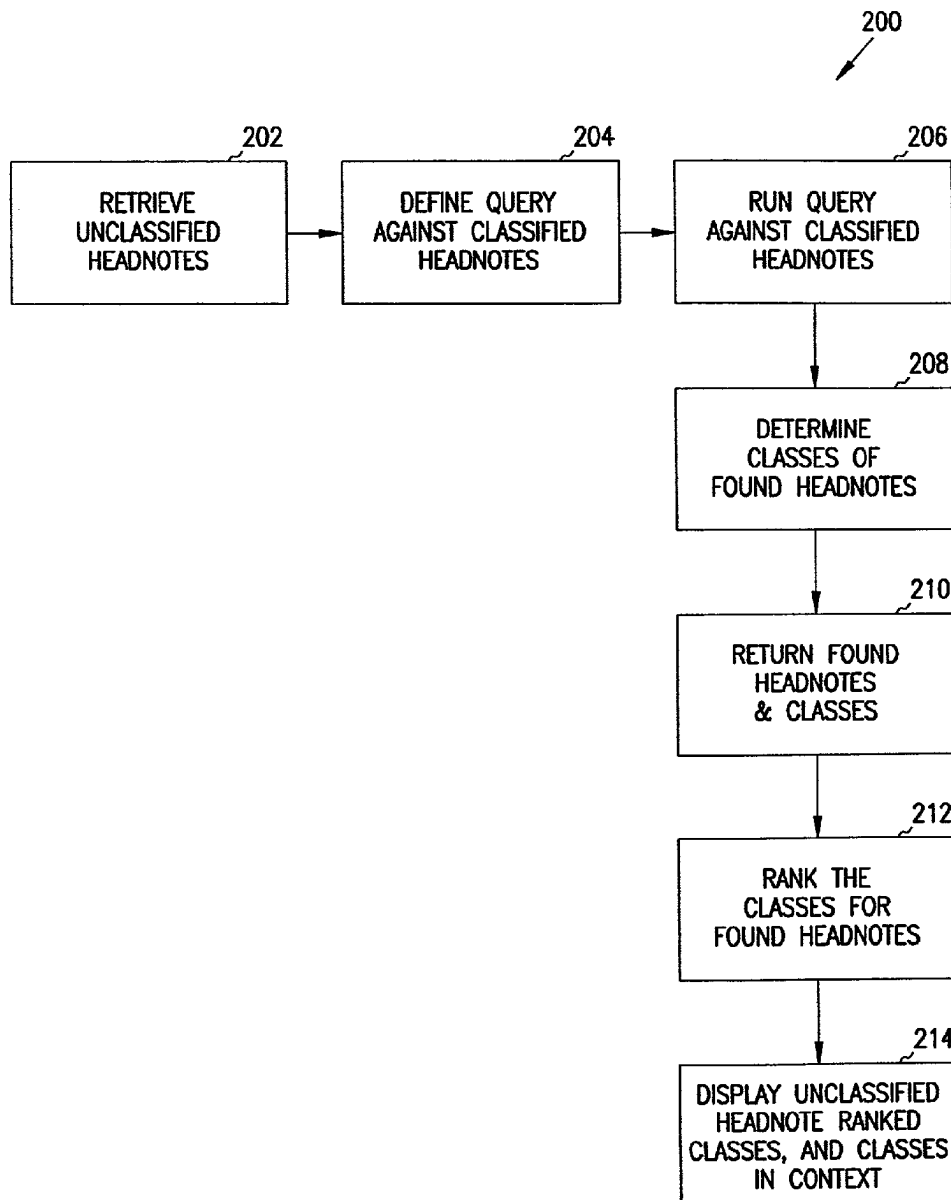 200
202
RETRIEVE
UNCLASSIFIED
HEADNOTES
204
DEFINE QUERY
AGAINST CLASSIFIED
HEADNOTES
206
RUN QUERY
AGAINST CLASSIFIED
HEADNOTES
208
DETERMINE
CLASSES OF
FOUND HEADNOTES
210
RETURN FOUND
HEADNOTES
& CLASSES
212
RANK THE
CLASSES FOR
FOUND HEADNOTES
214
DISPLAY UNCLASSIFIED
HEADNOTE RANKED
CLASSES, AND CLASSES
IN CONTEXT